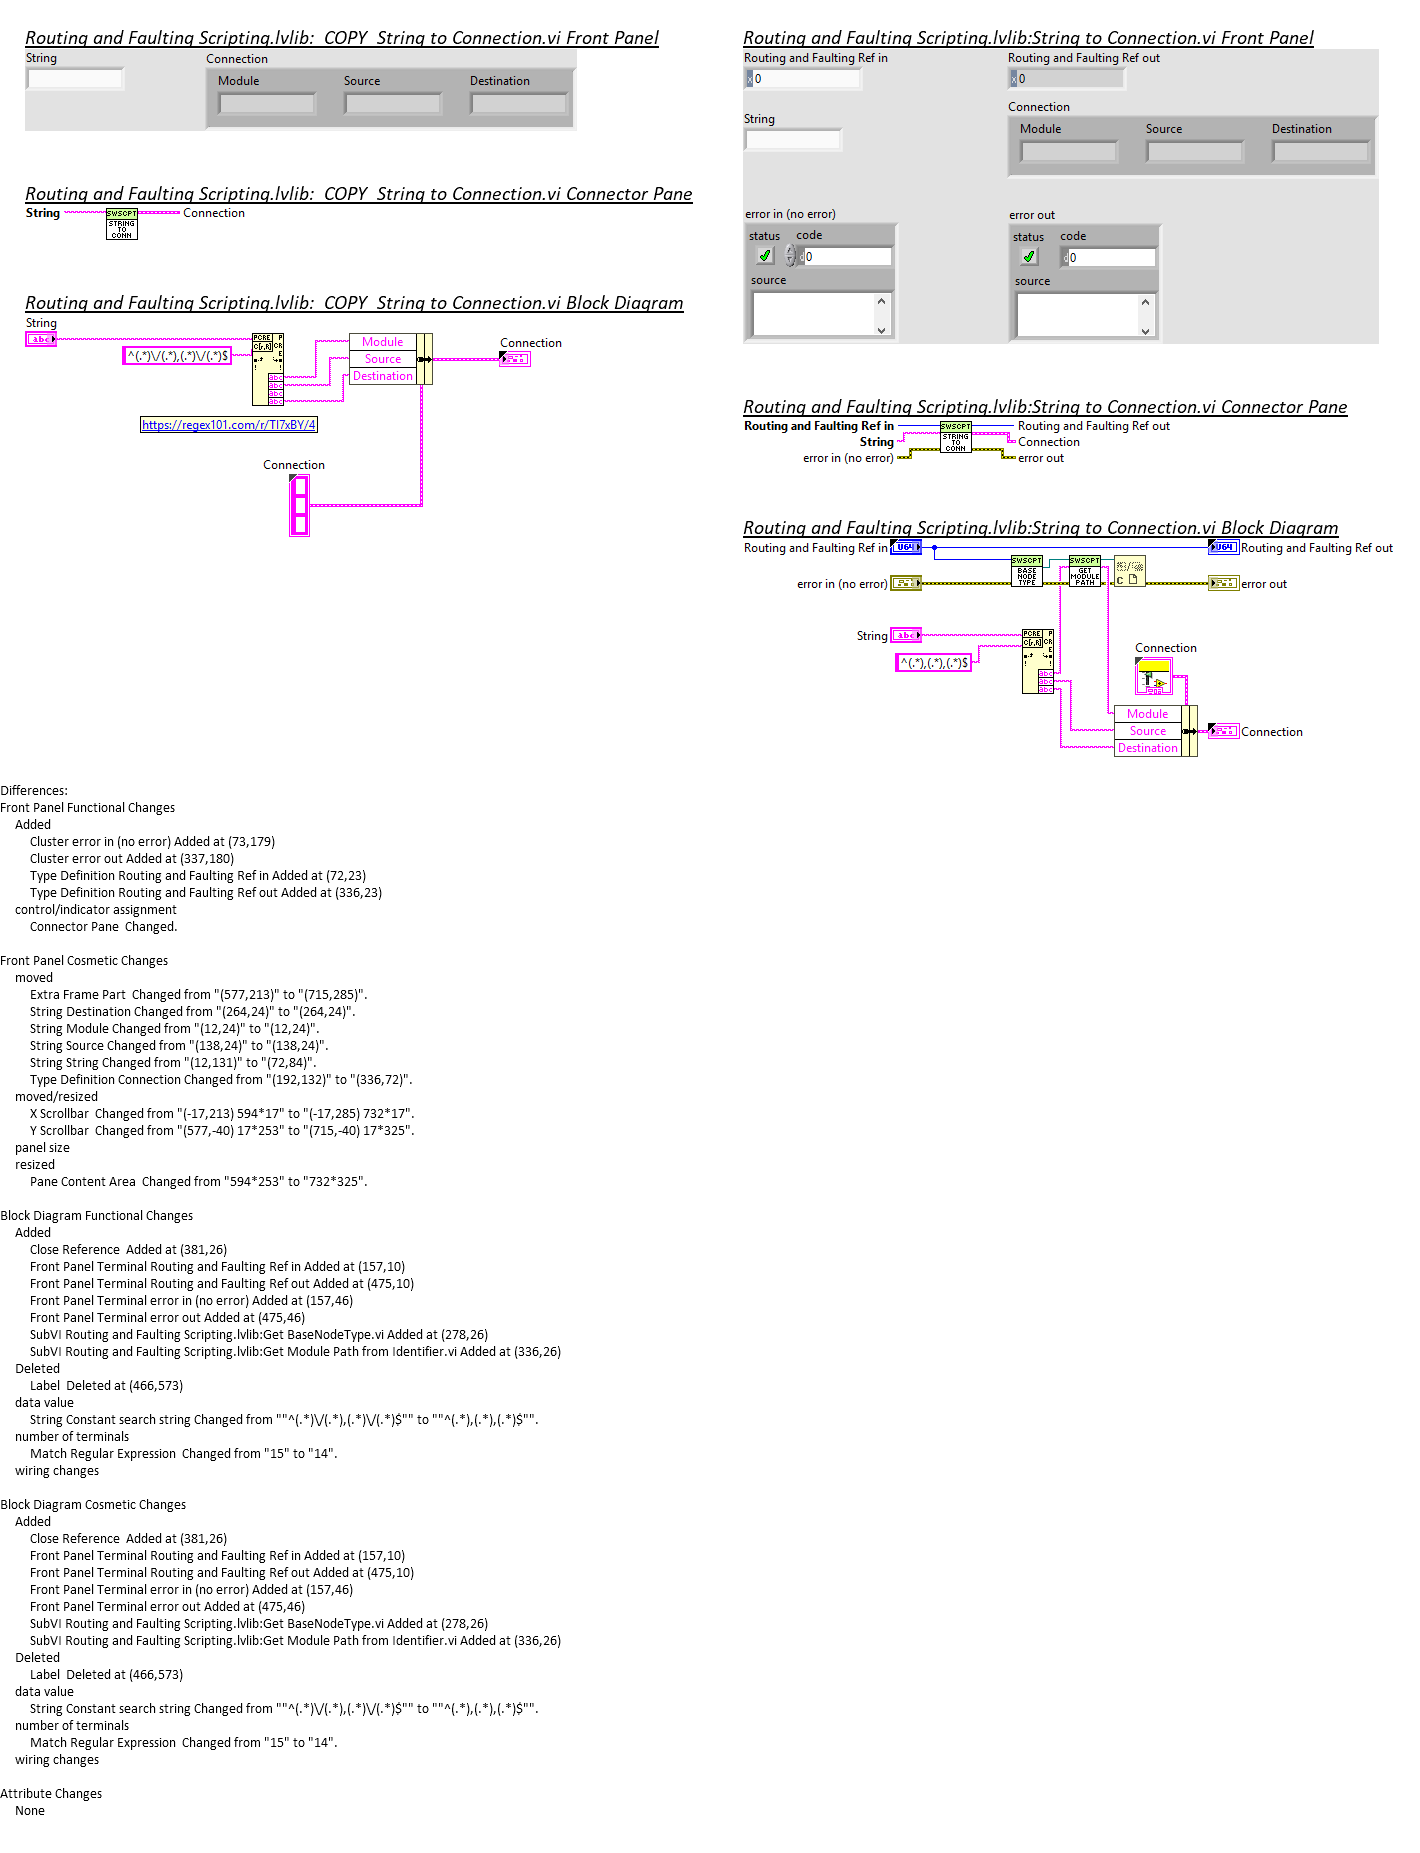 Routing and Faulting Scripting.lvlib:  COPY  String to Connection.vi Front Panel
String
Connection
Module
Source
Destination
Routing and Faulting Scripting.lvlib:  COPY  String to Connection.vi Connector Pane
String
SWSCPT
STRING
TO
CONN
Connection
Routing and Faulting Scripting.lvlib:  COPY  String to Connection.vi Block Diagram
String
abc
^(.*)\/(.*),(.*)\/(.*)$
PCRE
abc
abc
abc
abc
Module
Source
Destination
Connection
https://regex101.com/r/TI7xBY/4
Connection
Routing and Faulting Scripting.lvlib:String to Connection.vi Front Panel
Routing and Faulting Ref in
x 0
Routing and Faulting Ref out
x 0
String
Connection
Module
Source
Destination
error in (no error)
status
code
d 0
source
error out
status
code
d 0
source
Routing and Faulting Scripting.lvlib:String to Connection.vi Connector Pane
Routing and Faulting Ref in
String
error in (no error)
SWSCPT
STRING
TO
CONN
Routing and Faulting Ref out
Connection
error out
Routing and Faulting Scripting.lvlib:String to Connection.vi Block Diagram
Routing and Faulting Ref in
U64
U64
Routing and Faulting Ref out
error in (no error)
SWSCPT
BASE
NODE
TYPE
SWSCPT
GET
MODULE
PATH
C
error out
String
abc
^(.*),(.*),(.*)$
PCRE
abc
abc
abc
Connection
Module
Source
Destination
Connection
Differences:
Front Panel Functional Changes
Added
Cluster error in (no error) Added at (73,179)
Cluster error out Added at (337,180)
Type Definition Routing and Faulting Ref in Added at (72,23)
Type Definition Routing and Faulting Ref out Added at (336,23)
control/indicator assignment
Connector Pane  Changed.
Front Panel Cosmetic Changes
moved
Extra Frame Part  Changed from "(577,213)" to "(715,285)".
String Destination Changed from "(264,24)" to "(264,24)".
String Module Changed from "(12,24)" to "(12,24)".
String Source Changed from "(138,24)" to "(138,24)".
String String Changed from "(12,131)" to "(72,84)".
Type Definition Connection Changed from "(192,132)" to "(336,72)".
moved/resized
X Scrollbar  Changed from "(-17,213) 594*17" to "(-17,285) 732*17".
Y Scrollbar  Changed from "(577,-40) 17*253" to "(715,-40) 17*325".
panel size
resized
Pane Content Area  Changed from "594*253" to "732*325".
Block Diagram Functional Changes
Added
Close Reference  Added at (381,26)
Front Panel Terminal Routing and Faulting Ref in Added at (157,10)
Front Panel Terminal Routing and Faulting Ref out Added at (475,10)
Front Panel Terminal error in (no error) Added at (157,46)
Front Panel Terminal error out Added at (475,46)
SubVI Routing and Faulting Scripting.lvlib:Get BaseNodeType.vi Added at (278,26)
SubVI Routing and Faulting Scripting.lvlib:Get Module Path from Identifier.vi Added at (336,26)
Deleted
Label  Deleted at (466,573)
data value
String Constant search string Changed from ""^(.*)\/(.*),(.*)\/(.*)$"" to ""^(.*),(.*),(.*)$"".
number of terminals
Match Regular Expression  Changed from "15" to "14".
wiring changes
Block Diagram Cosmetic Changes
Added
Close Reference  Added at (381,26)
Front Panel Terminal Routing and Faulting Ref in Added at (157,10)
Front Panel Terminal Routing and Faulting Ref out Added at (475,10)
Front Panel Terminal error in (no error) Added at (157,46)
Front Panel Terminal error out Added at (475,46)
SubVI Routing and Faulting Scripting.lvlib:Get BaseNodeType.vi Added at (278,26)
SubVI Routing and Faulting Scripting.lvlib:Get Module Path from Identifier.vi Added at (336,26)
Deleted
Label  Deleted at (466,573)
data value
String Constant search string Changed from ""^(.*)\/(.*),(.*)\/(.*)$"" to ""^(.*),(.*),(.*)$"".
number of terminals
Match Regular Expression  Changed from "15" to "14".
wiring changes
Attribute Changes
None